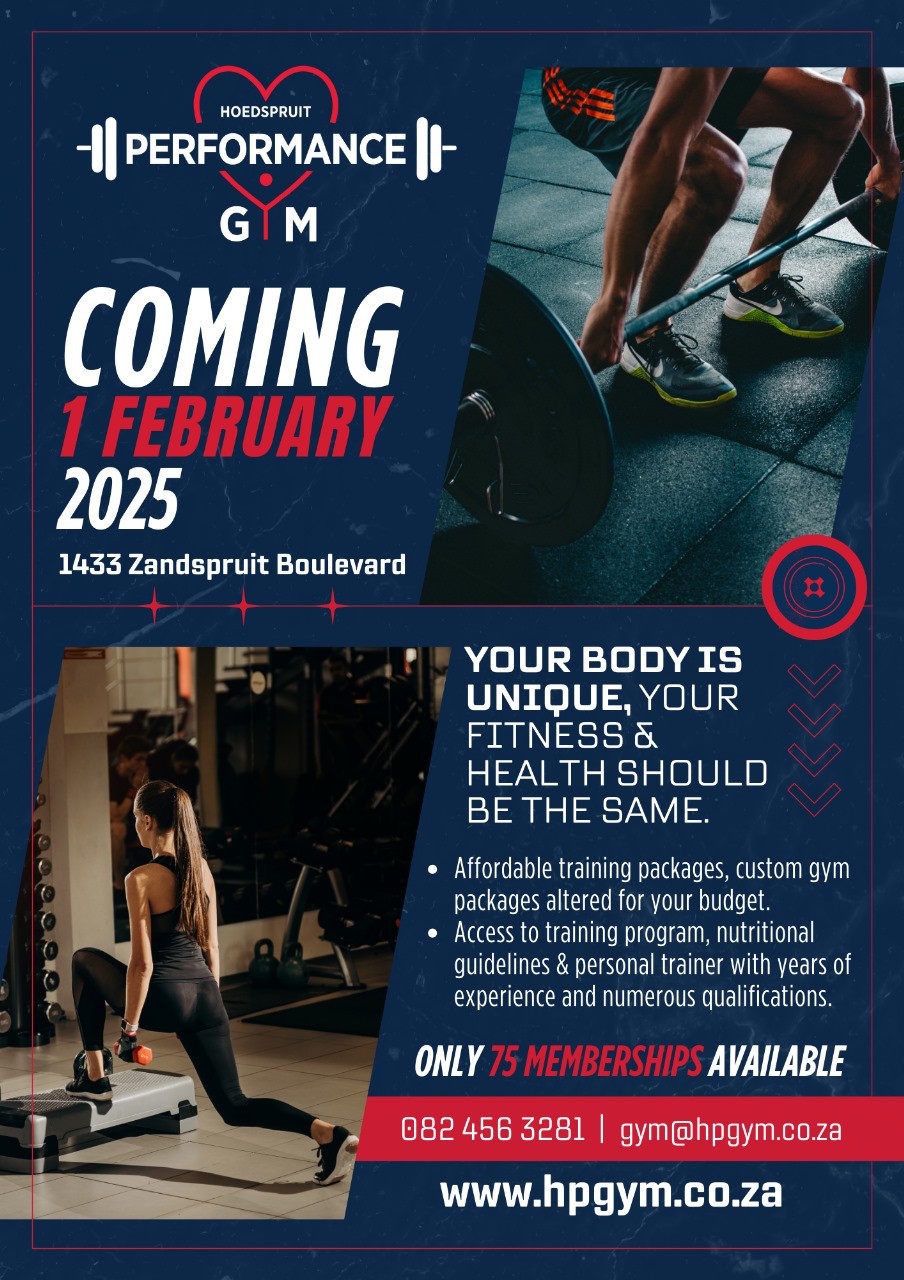 HOEDSPRUIT
PERFORMANCE
GYM
COMING
1 FEBRUARY
2025
1433 Zandspruit Boulevard
YOUR BODY IS
UNIQUE, YOUR
FITNESS &
HEALTH SHOULD
BE THE SAME.
• Affordable training packages, custom gym
packages altered for your budget.
• Access to training program, nutritional
guidelines & personal trainer with years of
experience and numerous qualifications.
ONLY 75 MEMBERSHIPS AVAILABLE
082 456 3281 | gym@hpgym.co.za
www.hpgym.co.za